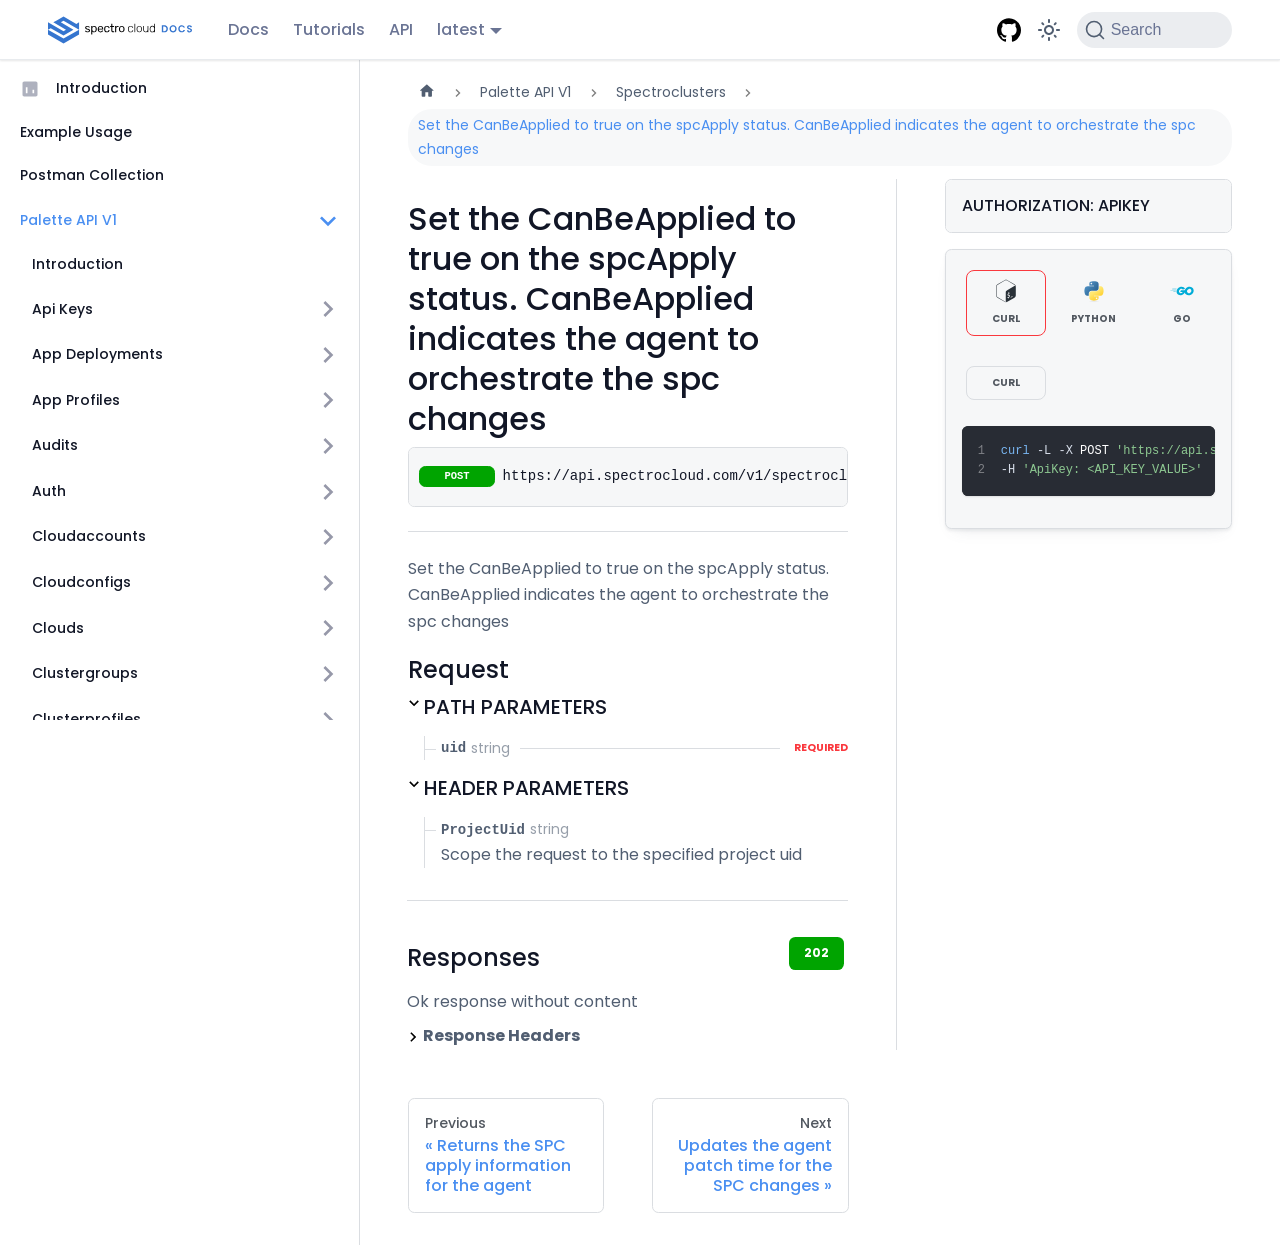 spectro cloud DOCS
Docs
Tutorials
API
latest
Search
Introduction
Example Usage
Postman Collection
Palette API V1
Introduction
Api Keys
App Deployments
App Profiles
Audits
Auth
Cloudaccounts
Cloudconfigs
Clouds
Clustergroups
Clusterprofiles
Palette API V1
Spectroclusters
Set the CanBeApplied to true on the spcApply status. CanBeApplied indicates the agent to orchestrate the spc
changes
Set the CanBeApplied to
true on the spcApply
status. CanBeApplied
indicates the agent to
orchestrate the spc
changes
POST https://api.spectrocloud.com/v1/spectrocl
Set the CanBeApplied to true on the spcApply status.
CanBeApplied indicates the agent to orchestrate the
spc changes
Request
PATH PARAMETERS
uid string REQUIRED
HEADER PARAMETERS
ProjectUid string
Scope the request to the specified project uid
Responses
202
Ok response without content
Response Headers
Previous
« Returns the SPC
apply information
for the agent
Next
Updates the agent
patch time for the
SPC changes »
AUTHORIZATION: APIKEY
CURL
PYTHON
GO
CURL
1 curl -L -X POST 'https://api.s
2 -H 'ApiKey: <API_KEY_VALUE>'